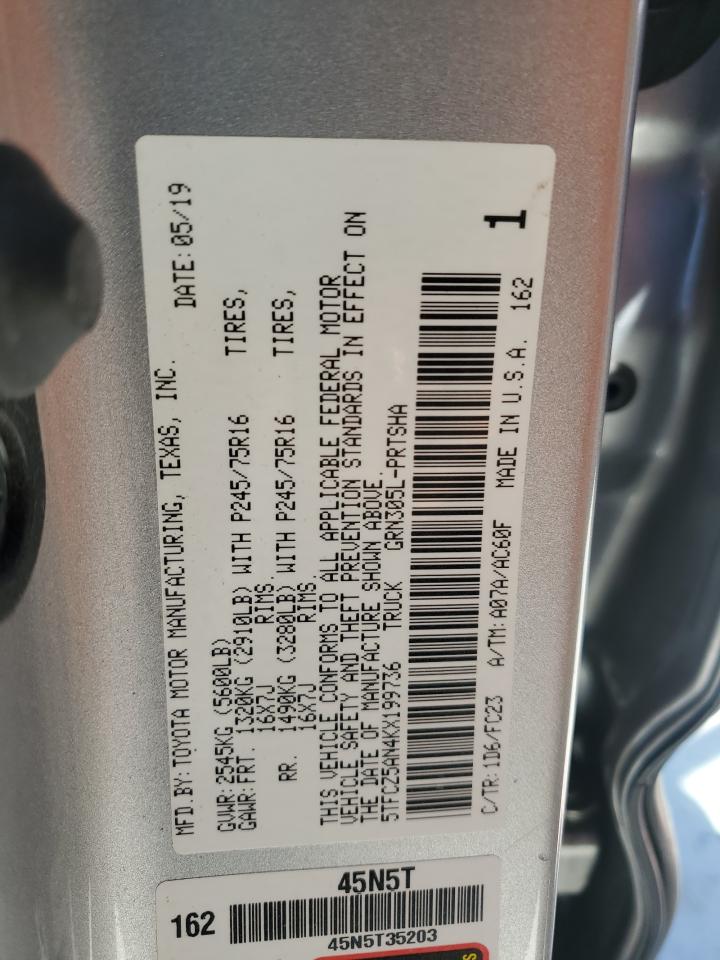 MFD.BY: TOYOTA MOTOR MANUFACTURING, TEXAS, INC. DATE: 05/19
GVWR: 2545KG (5600LB)
GAWR: FRT. 1320KG (2910LB) WITH P245/75R16 TIRES,
16X7J RIMS.
RR. 1490KG (3280LB) WITH P245/75R16 TIRES,
16X7J RIMS.
THIS VEHICLE CONFORMS TO ALL APPLICABLE FEDERAL MOTOR
VEHICLE SAFETY AND THEFT PREVENTION STANDARDS IN EFFECT ON
THE DATE OF MANUFACTURE SHOWN ABOVE.
5TFCZ5AN4KX199736 TRUCK GRN305L-PRTSHA
C/TR: 1D6/FC23 A/TM: A07A/AC60F MADE IN U.S.A. 162
1
45N5T
162
45N5T35203